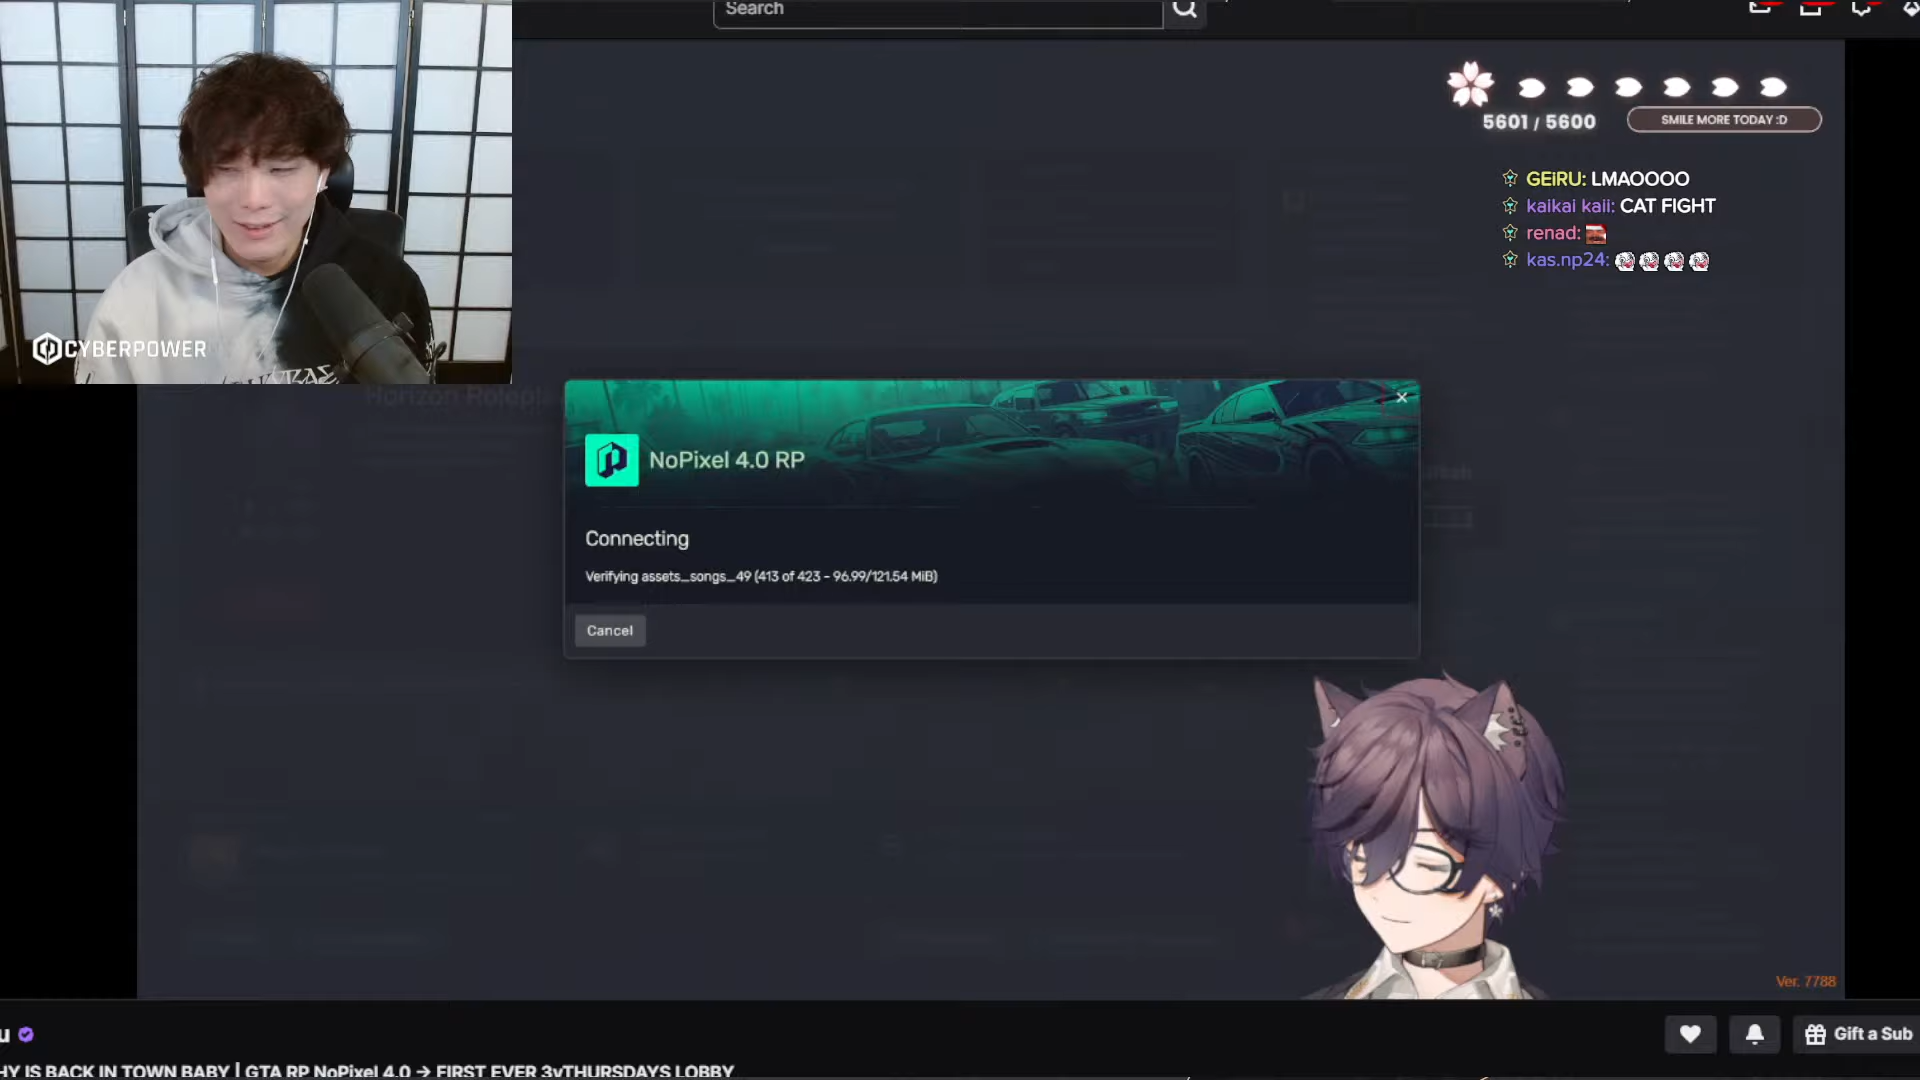 Search
5601 / 5600
SMILE MORE TODAY :D
GEiRU: LMAOOOO
kaikai kaii: CAT FIGHT
renad:
kas.np24:
CYBERPOWER
Horizon Rolepl
NoPixel 4.0 RP
Connecting
Verifying assets_songs_49 (413 of 423 - 96.99/121.54 MiB)
Cancel
Ver. 7788
u
Gift a Sub
HY IS BACK IN TOWN BABY | GTA RP NoPixel 4.0 → FIRST EVER 3vTHURSDAYS LOBBY